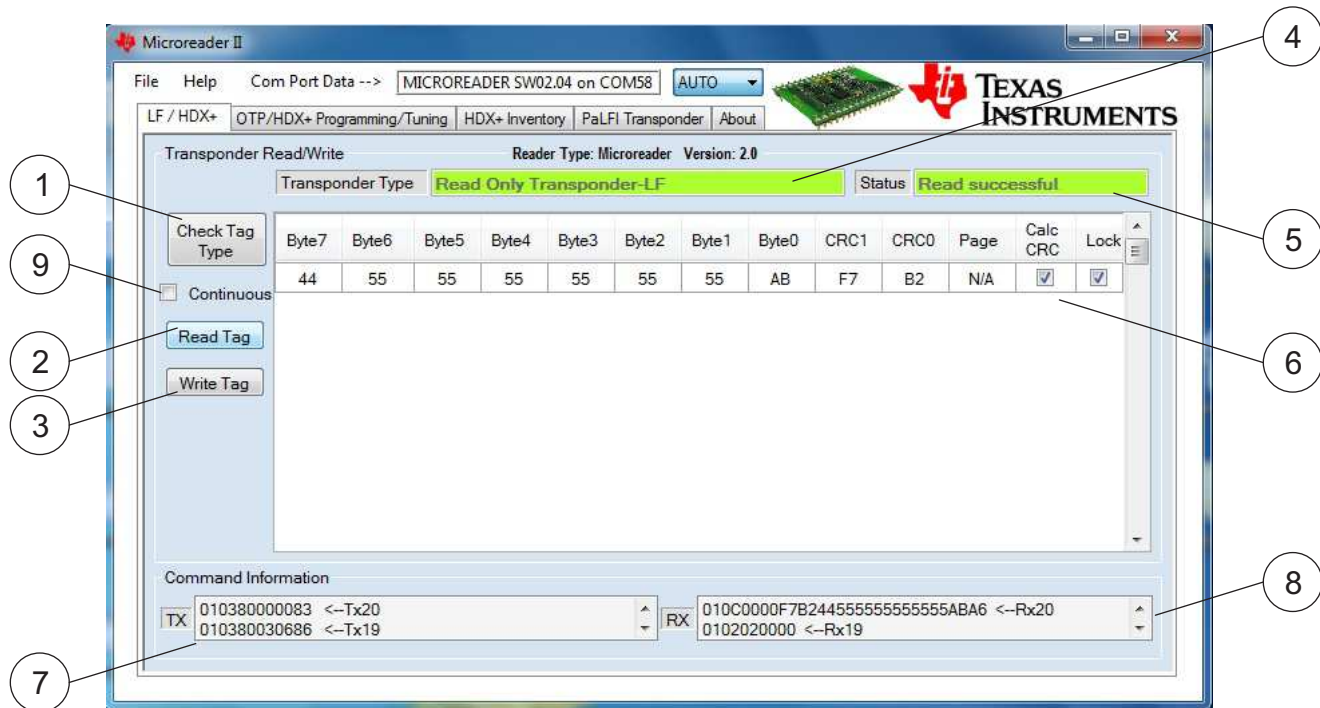 Microreader II
4
File Help Com Port Data --> MICROREADER SW02.04 on COM58 AUTO
TEXAS
INSTRUMENTS
LF / HDX+ OTP/HDX+ Programming/Tuning HDX+ Inventory PaLFI Transponder About
Transponder Read/Write Reader Type: Microreader Version: 2.0
1
Transponder Type Read Only Transponder-LF Status Read successful
5
Check Tag
Type
Byte7 Byte6 Byte5 Byte4 Byte3 Byte2 Byte1 Byte0 CRC1 CRC0 Page Calc CRC Lock
9
44 55 55 55 55 55 55 AB F7 B2 N/A
Continuous
2
Read Tag
6
Write Tag
3
Command Information
8
TX 010380000083 <--Tx20
010380030686 <--Tx19
RX 010C0000F7B244555555555555ABA6 <--Rx20
0102020000 <--Rx19
7